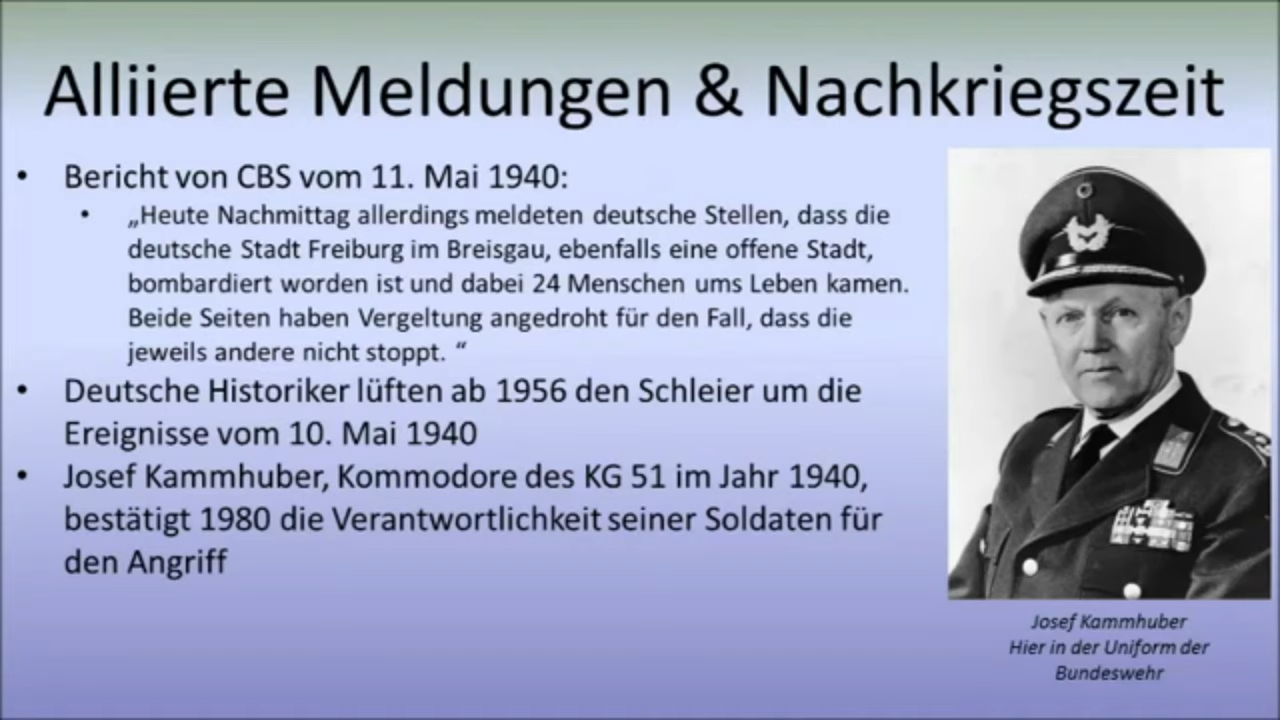 Alliierte Meldungen & Nachkriegszeit
• Bericht von CBS vom 11. Mai 1940:
• „Heute Nachmittag allerdings meldeten deutsche Stellen, dass die
deutsche Stadt Freiburg im Breisgau, ebenfalls eine offene Stadt,
bombardiert worden ist und dabei 24 Menschen ums Leben kamen.
Beide Seiten haben Vergeltung angedroht für den Fall, dass die
jeweils andere nicht stoppt. “
• Deutsche Historiker lüften ab 1956 den Schleier um die
Ereignisse vom 10. Mai 1940
• Josef Kammhuber, Kommodore des KG 51 im Jahr 1940,
bestätigt 1980 die Verantwortlichkeit seiner Soldaten für
den Angriff
Josef Kammhuber
Hier in der Uniform der
Bundeswehr